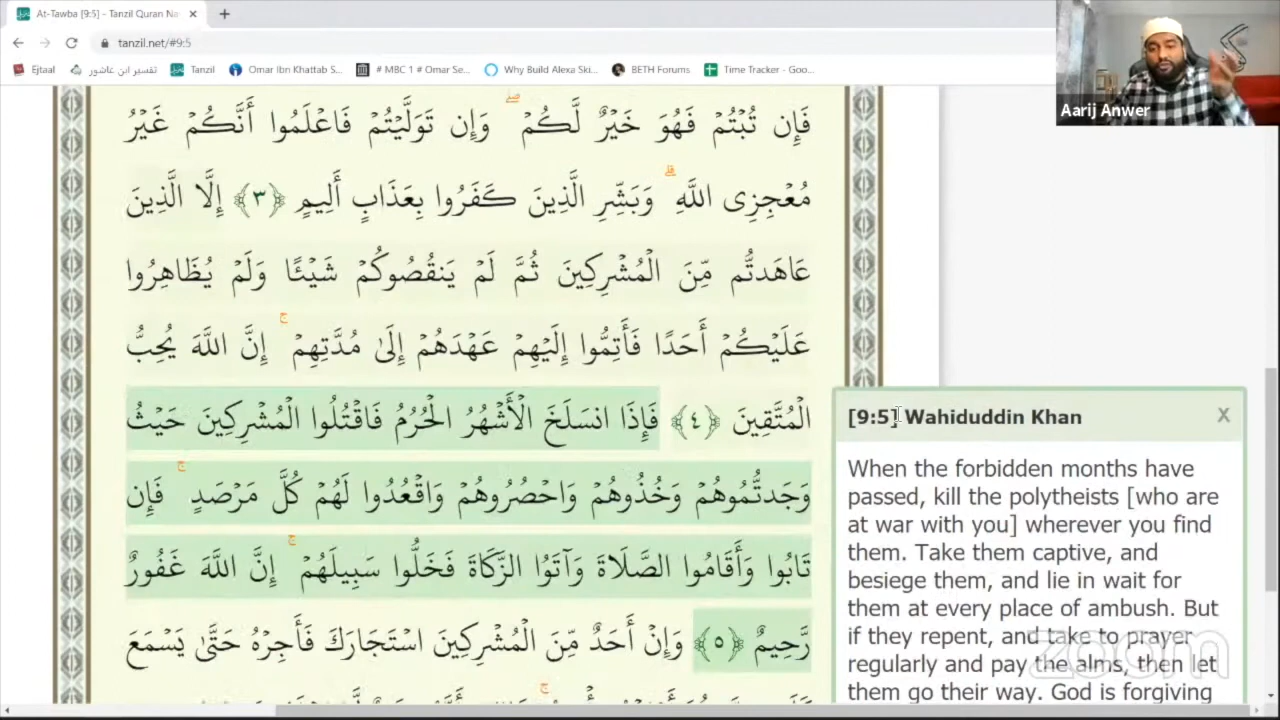 At-Tawba [9:5] - Tanzil Quran Na
tanzil.net/#9:5
Ejtaal
تفسير ابن عاشور
Tanzil
Omar Ibn Khattab S...
# MBC 1 # Omar Se...
Why Build Alexa Ski...
BETH Forums
Time Tracker - Goo...
Aarij Anwer
فَإِن تُبْتُمْ فَهُوَ خَيْرٌ لَّكُمْ ۖ وَإِن تَوَلَّيْتُمْ فَاعْلَمُوا أَنَّكُمْ غَيْرُ
مُعْجِزِى اللَّهِ ۗ وَبَشِّرِ الَّذِينَ كَفَرُوا بِعَذَابٍ أَلِيمٍ ﴿٣﴾ إِلَّا الَّذِينَ
عَاهَدتُّم مِّنَ الْمُشْرِكِينَ ثُمَّ لَمْ يَنقُصُوكُمْ شَيْئًا وَلَمْ يُظَاهِرُوا
عَلَيْكُمْ أَحَدًا فَأَتِمُّوا إِلَيْهِمْ عَهْدَهُمْ إِلَىٰ مُدَّتِهِمْ ۚ إِنَّ اللَّهَ يُحِبُّ
الْمُتَّقِينَ ﴿٤﴾ فَإِذَا انسَلَخَ الْأَشْهُرُ الْحُرُمُ فَاقْتُلُوا الْمُشْرِكِينَ حَيْثُ
وَجَدتُّمُوهُمْ وَخُذُوهُمْ وَاحْصُرُوهُمْ وَاقْعُدُوا لَهُمْ كُلَّ مَرْصَدٍ ۚ فَإِن
تَابُوا وَأَقَامُوا الصَّلَاةَ وَآتَوُا الزَّكَاةَ فَخَلُّوا سَبِيلَهُمْ ۚ إِنَّ اللَّهَ غَفُورٌ
رَّحِيمٌ ﴿٥﴾ وَإِنْ أَحَدٌ مِّنَ الْمُشْرِكِينَ اسْتَجَارَكَ فَأَجِرْهُ حَتَّىٰ يَسْمَعَ
[9:5] Wahiduddin Khan X
When the forbidden months have
passed, kill the polytheists [who are
at war with you] wherever you find
them. Take them captive, and
besiege them, and lie in wait for
them at every place of ambush. But
if they repent, and take to prayer
regularly and pay the alms, then let
them go their way. God is forgiving
zoom